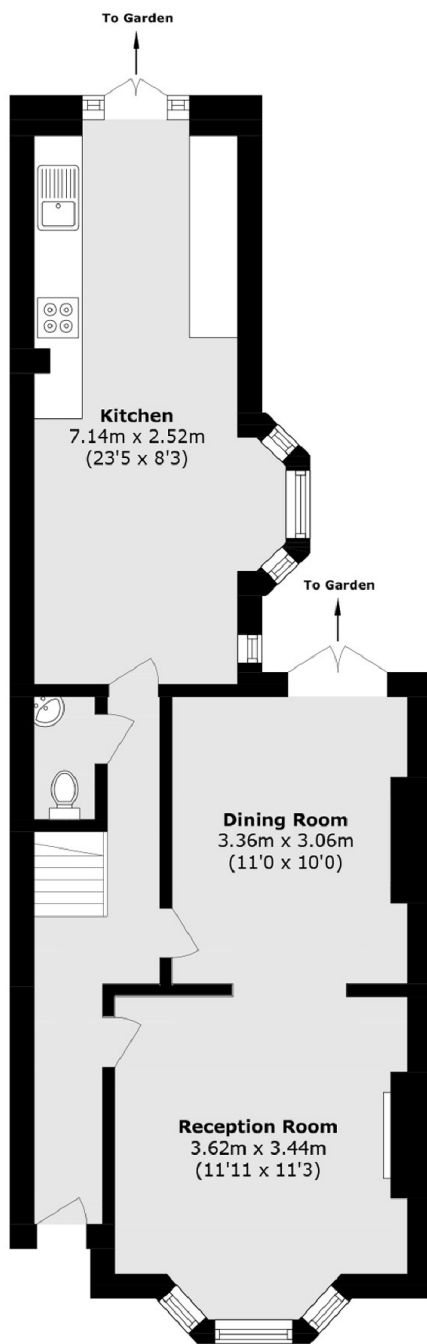 To Garden
Kitchen
7.14m x 2.52m
(23'5 x 8'3)
To Garden
Dining Room
3.36m x 3.06m
(11'0 x 10'0)
Reception Room
3.62m x 3.44m
(11'11 x 11'3)